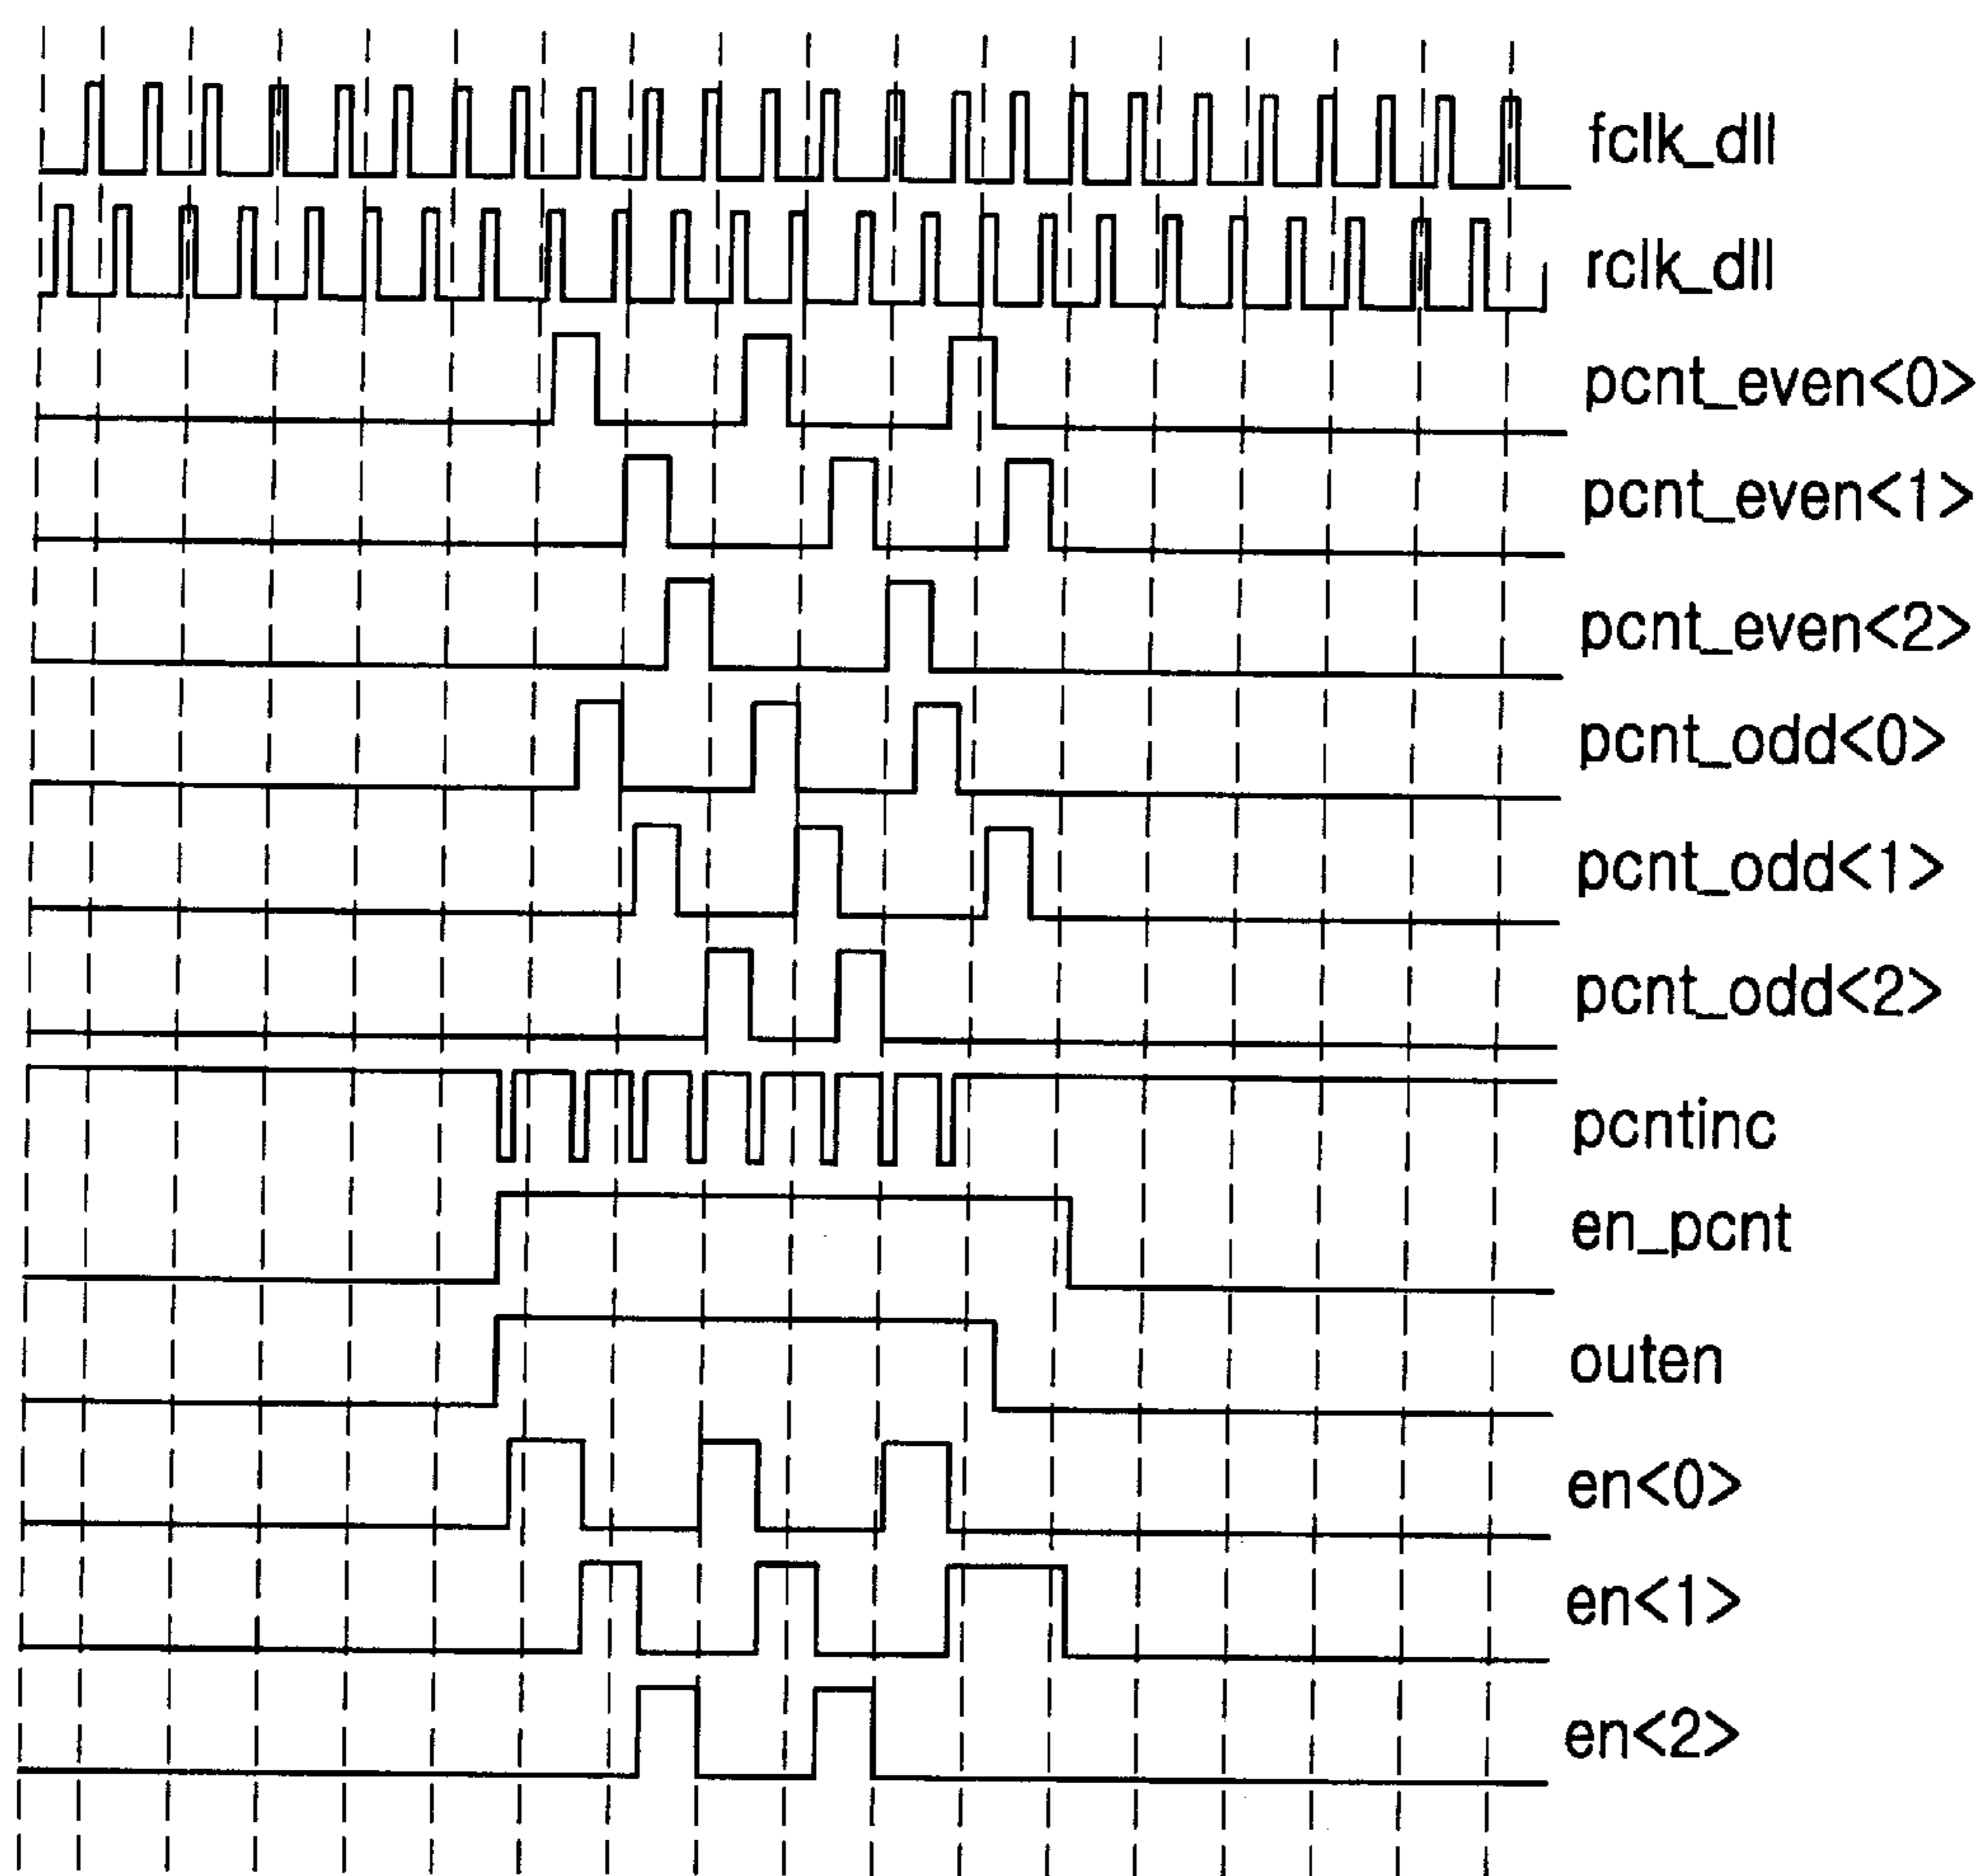 fclk_dll
rclk_dll
pcnt_even<0>
pcnt_even<1>
pcnt_even<2>
pcnt_odd<0>
pcnt_odd<1>
pcnt_odd<2>
pcntinc
en_pcnt
outen
en<0>
en<1>
en<2>